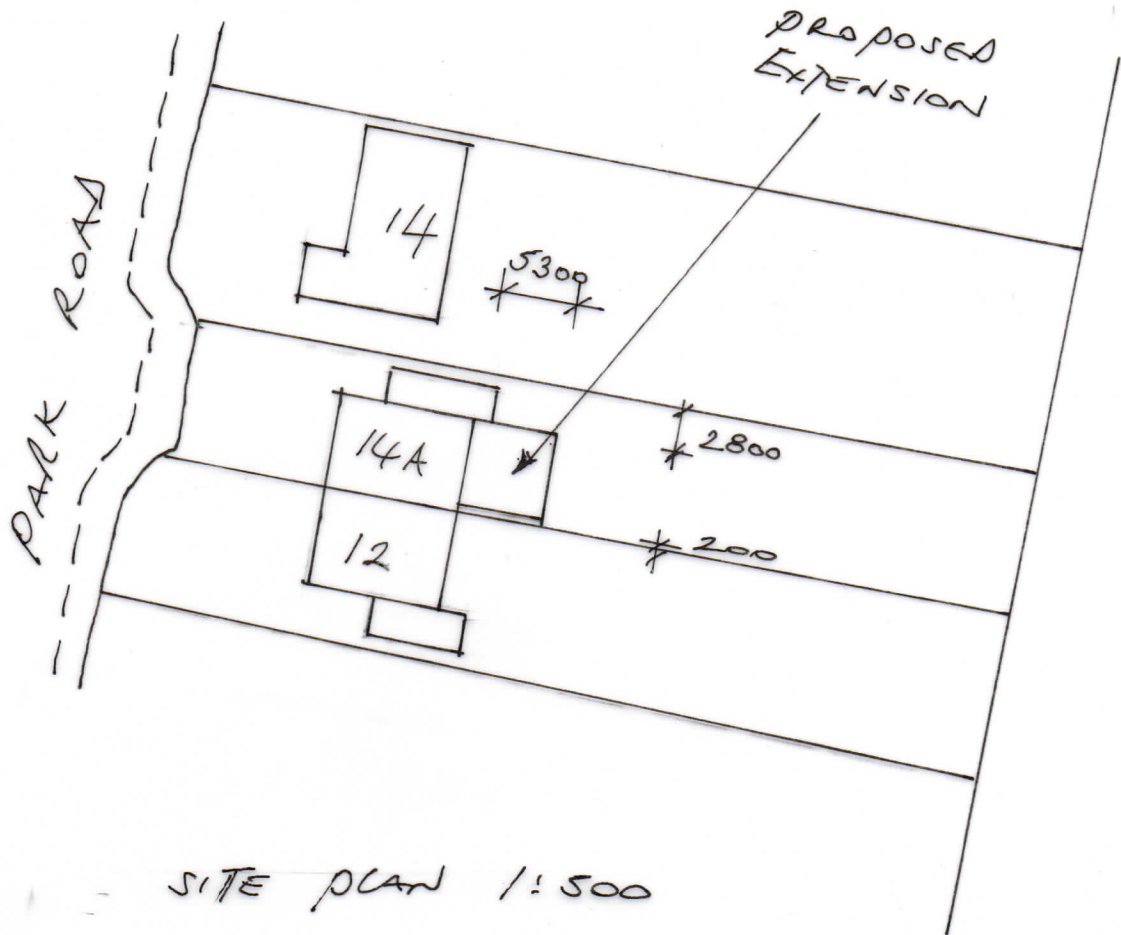 PROPOSED
EXTENSION
PARK ROAD
14
5300
14A
2800
12
200
SITE PLAN 1:500